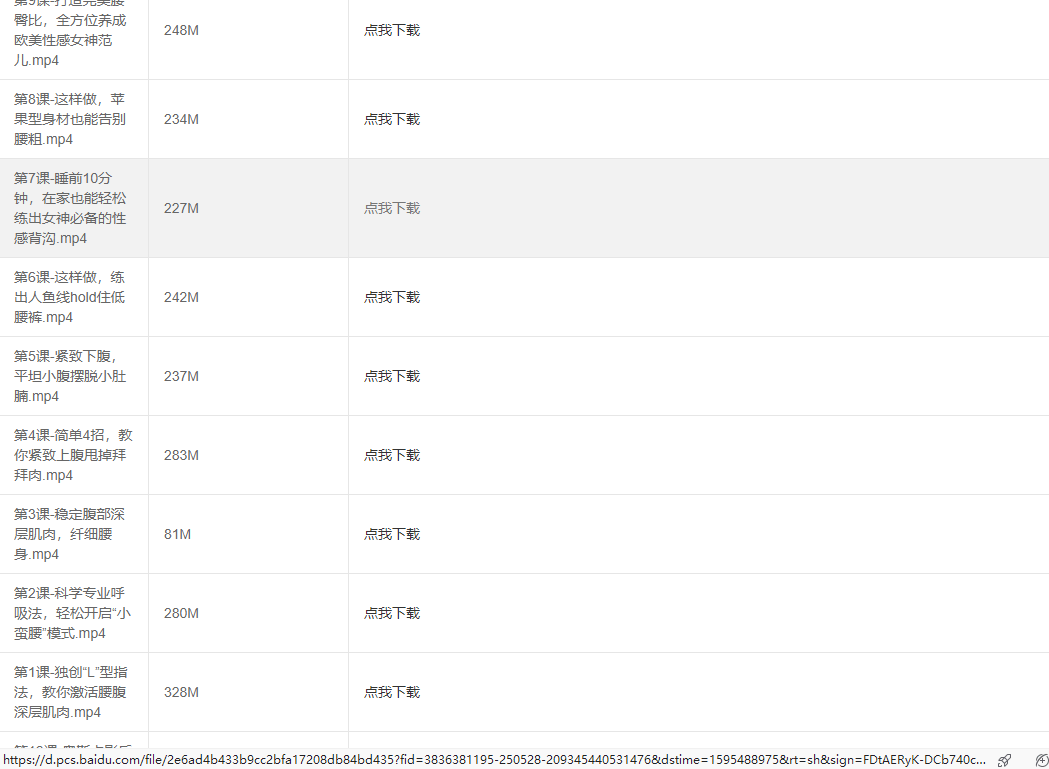 臀比，全方位养成
欧美性感女神范
儿.mp4
248M
点我下载
第8课-这样做，苹
果型身材也能告别
腰粗.mp4
234M
点我下载
第7课-睡前10分
钟，在家也能轻松
练出女神必备的性
感背沟.mp4
227M
点我下载
第6课-这样做，练
出人鱼线hold住低
腰裤.mp4
242M
点我下载
第5课-紧致下腹，
平坦小腹摆脱小肚
腩.mp4
237M
点我下载
第4课-简单4招，教
你紧致上腹甩掉拜
拜肉.mp4
283M
点我下载
第3课-稳定腹部深
层肌肉，纤细腰
身.mp4
81M
点我下载
第2课-科学专业呼
吸法，轻松开启“小
蛮腰”模式.mp4
280M
点我下载
第1课-独创“L”型指
法，教你激活腰腹
深层肌肉.mp4
328M
点我下载
https://d.pcs.baidu.com/file/2e6ad4b433b9cc2bfa17208db84bd435?fid=3836381195-250528-209345440531476&dstime=1595488975&rt=sh&sign=FDtAERyK-DCb740c...